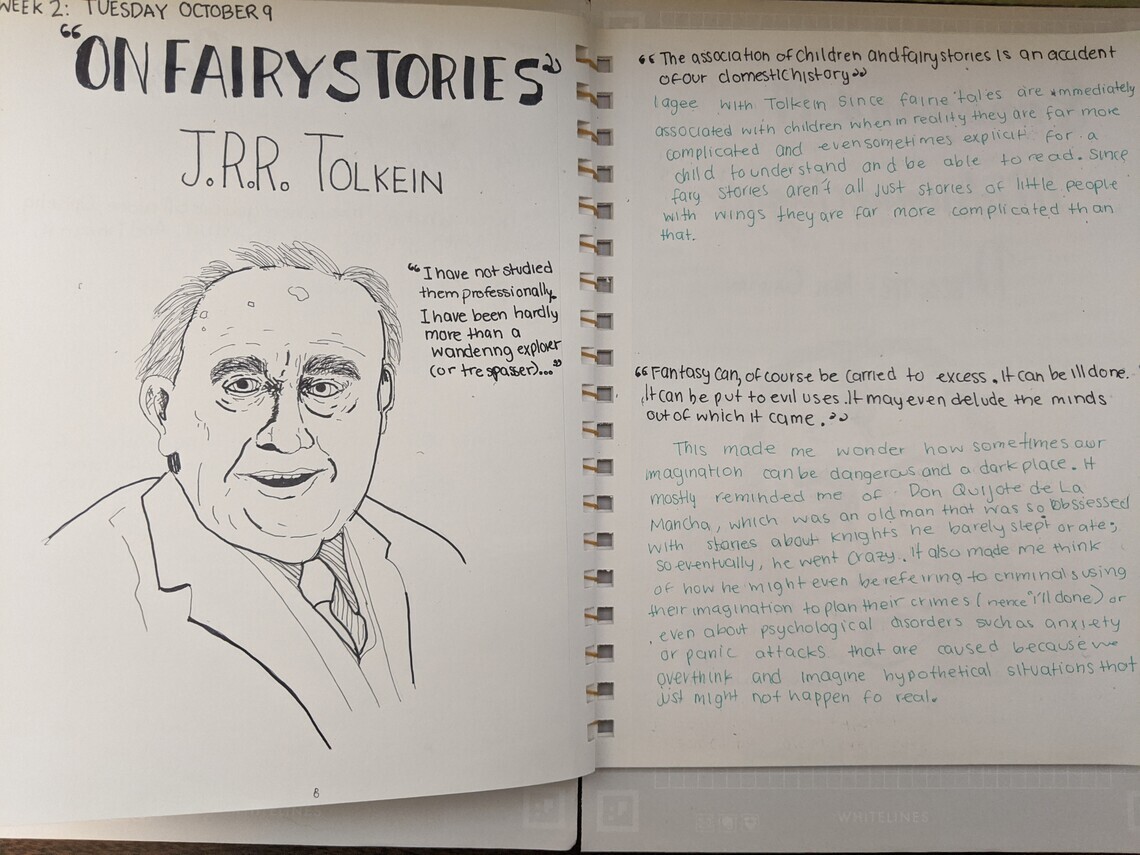 WEEK 2: TUESDAY OCTOBER 9
"ON FAIRYSTORIES"
J.R.R. TOLKEIN
"I have not studied
them professionally.
I have been hardly
more than a
wandering explorer
(or trespasser)..."
8
"The association of children and fairystories is an accident
of our domestic history"
I agee with Tolkein since fairie tales are immediately
associated with children when in reality they are far more
complicated and even sometimes explicit for a
child to understand and be able to read. Since
fary stories aren't all just stories of little people
with wings they are far more complicated than
that.
"Fantasy can, of course be carried to excess. It can be ill done.
It can be put to evil uses. It may even delude the minds
out of which it came."
This made me wonder how sometimes our
imagination can be dangerous and a dark place. It
mostly reminded me of Don Quijote de La
Mancha, which was an old man that was so obssessed
with stories about knights he barely slept or ate;
so eventually, he went crazy. It also made me think
of how he might even be refering to criminals using
their imagination to plan their crimes (hence "i'll done) or
even about psychological disorders such as anxiety
or panic attacks that are caused because we
overthink and imagine hypothetical situations that
just might not happen fo real.
WHITELINES
WHITELINES